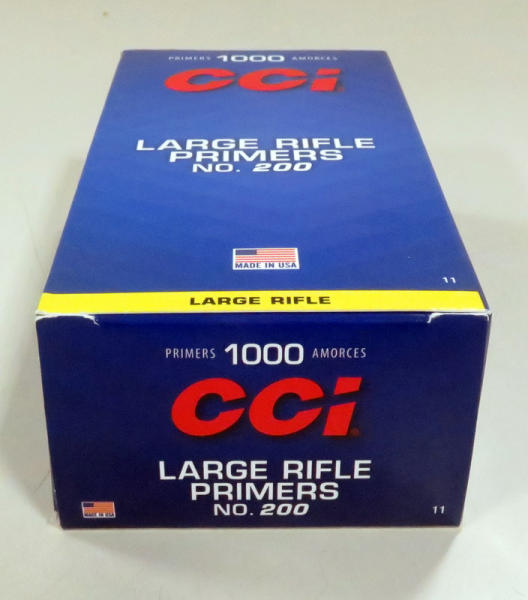 PRIMERS 1000 AMORCES
CCI
LARGE RIFLE
PRIMERS
NO. 200
MADE IN USA
11
LARGE RIFLE
PRIMERS 1000 AMORCES
CCI
LARGE RIFLE
PRIMERS
NO. 200
MADE IN USA
11